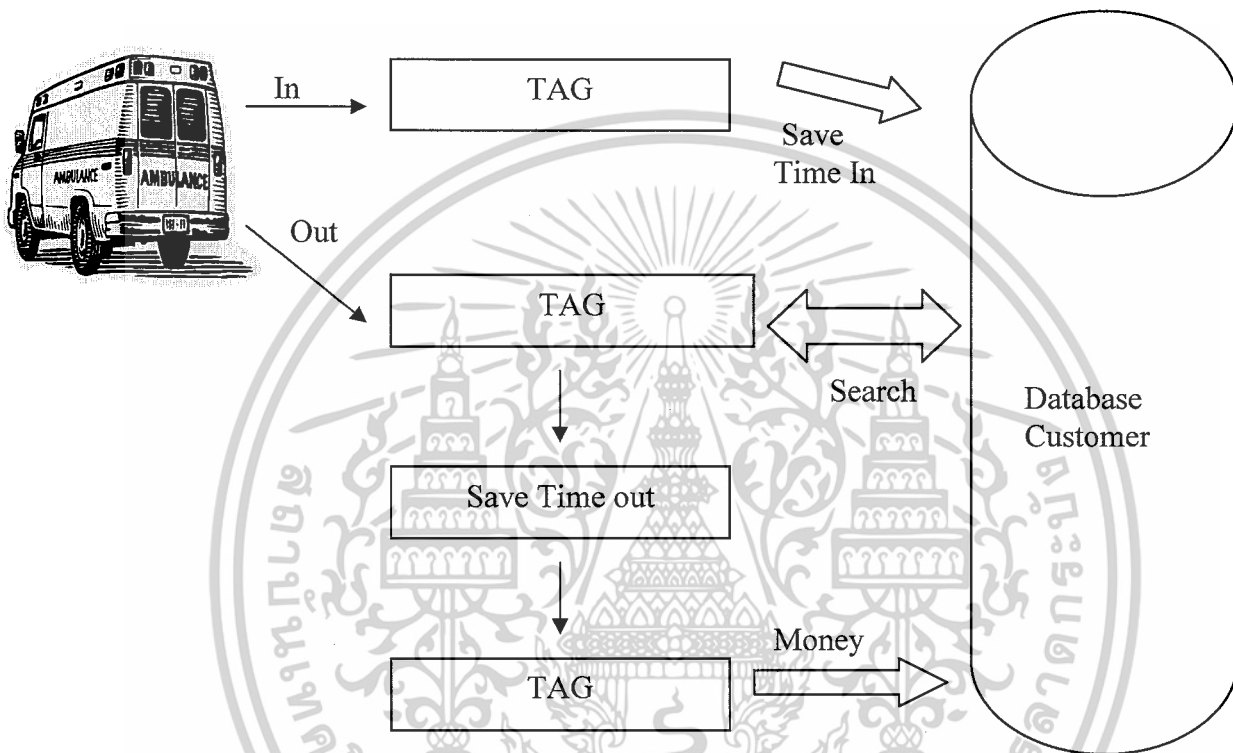 In
TAG
Save
Time In
AMBULANCE
AMBULANCE
Out
TAG
Search
Database
Customer
Save Time out
Money
TAG